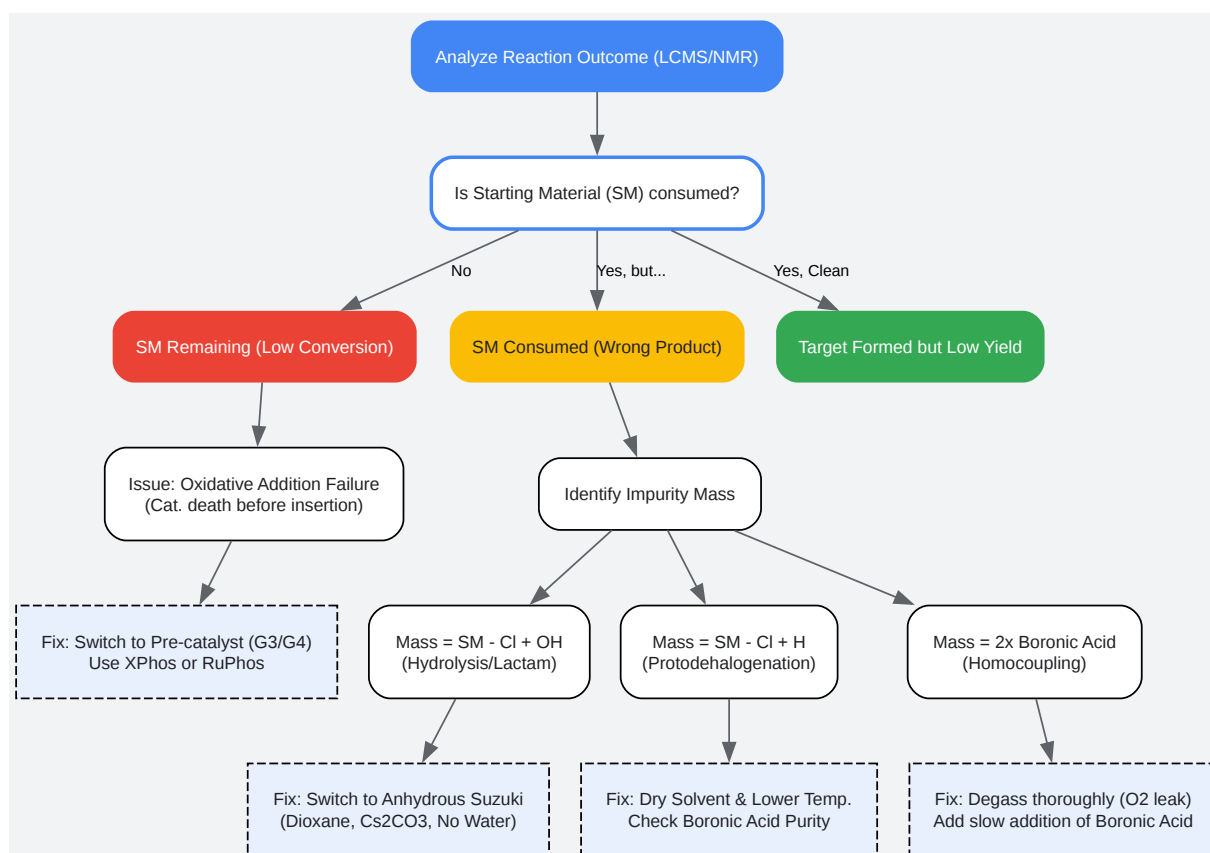 Analyze Reaction Outcome (LCMS/NMR)
Is Starting Material (SM) consumed?
No
Yes, but...
Yes, Clean
SM Remaining (Low Conversion)
SM Consumed (Wrong Product)
Target Formed but Low Yield
Issue: Oxidative Addition Failure
(Cat. death before insertion)
Identify Impurity Mass
Fix: Switch to Pre-catalyst (G3/G4)
Use XPhos or RuPhos
Mass = SM - Cl + OH
(Hydrolysis/Lactam)
Mass = SM - Cl + H
(Protodehalogenation)
Mass = 2x Boronic Acid
(Homocoupling)
Fix: Switch to Anhydrous Suzuki
(Dioxane, Cs2CO3, No Water)
Fix: Dry Solvent & Lower Temp.
Check Boronic Acid Purity
Fix: Degass thoroughly (O2 leak)
Add slow addition of Boronic Acid